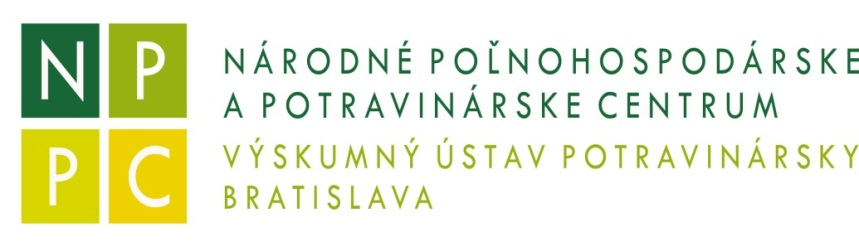 N P
P C
NÁRODNÉ POĽNOHOSPODÁRSKE
A POTRAVINÁRSKE CENTRUM
VÝSKUMNÝ ÚSTAV POTRAVINÁRSKY
BRATISLAVA